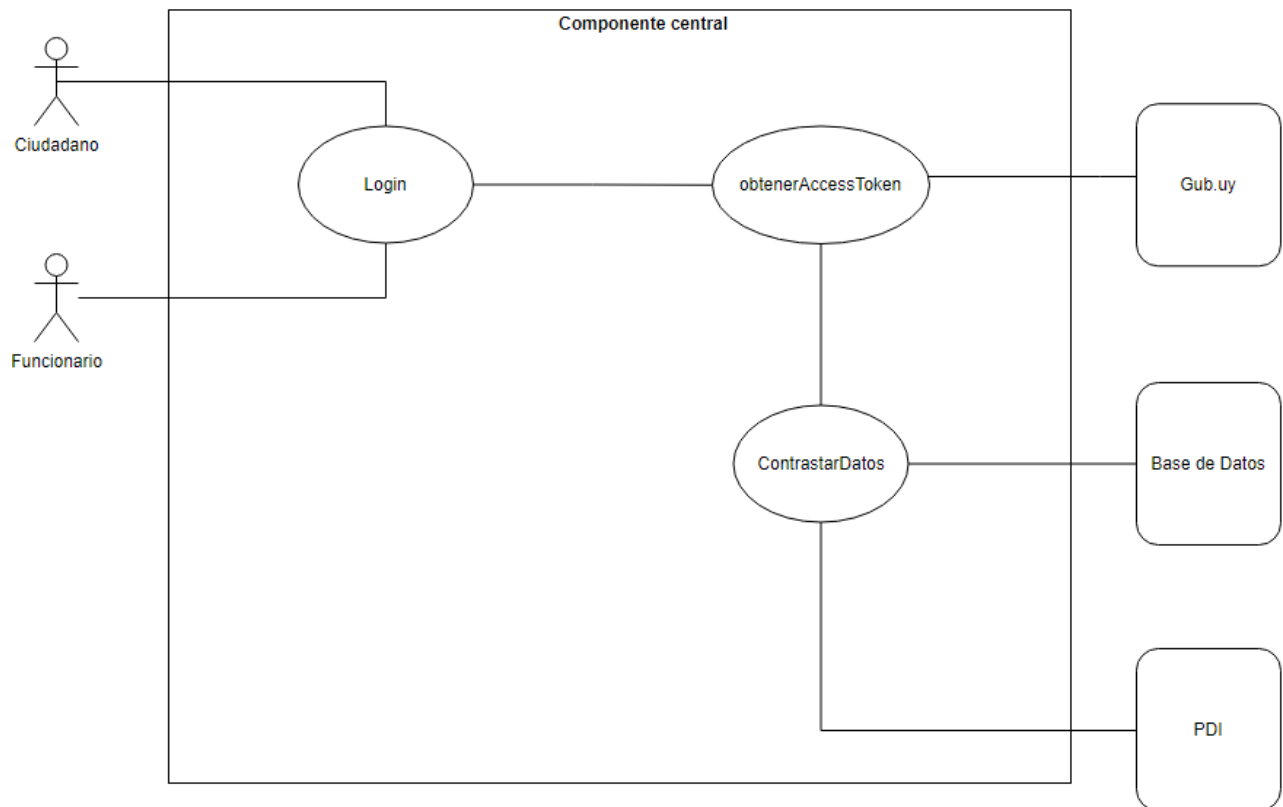 Componente central
Ciudadano
Login
obtenerAccessToken
Gub.uy
Funcionario
ContrastarDatos
Base de Datos
PDI